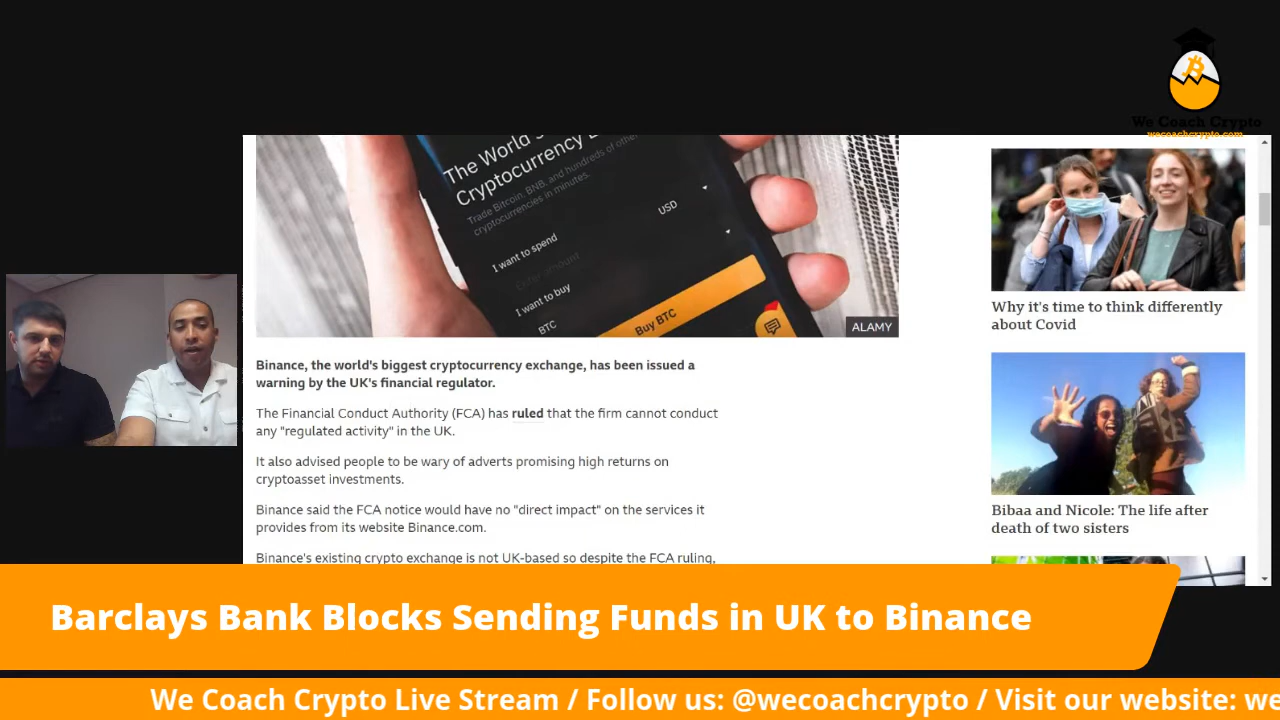 We Coach Crypto
wecoachcrypto.com
The World's
Cryptocurrency
Trade Bitcoin, BNB, and hundreds of other
cryptocurrencies in minutes.
USD
I want to spend
Enter amount
I want to buy
BTC
Buy BTC
ALAMY
Binance, the world's biggest cryptocurrency exchange, has been issued a
warning by the UK's financial regulator.
The Financial Conduct Authority (FCA) has ruled that the firm cannot conduct
any "regulated activity" in the UK.
It also advised people to be wary of adverts promising high returns on
cryptoasset investments.
Binance said the FCA notice would have no "direct impact" on the services it
provides from its website Binance.com.
Binance's existing crypto exchange is not UK-based so despite the FCA ruling,
Why it's time to think differently
about Covid
Bibaa and Nicole: The life after
death of two sisters
Barclays Bank Blocks Sending Funds in UK to Binance
We Coach Crypto Live Stream / Follow us: @wecoachcrypto / Visit our website: we